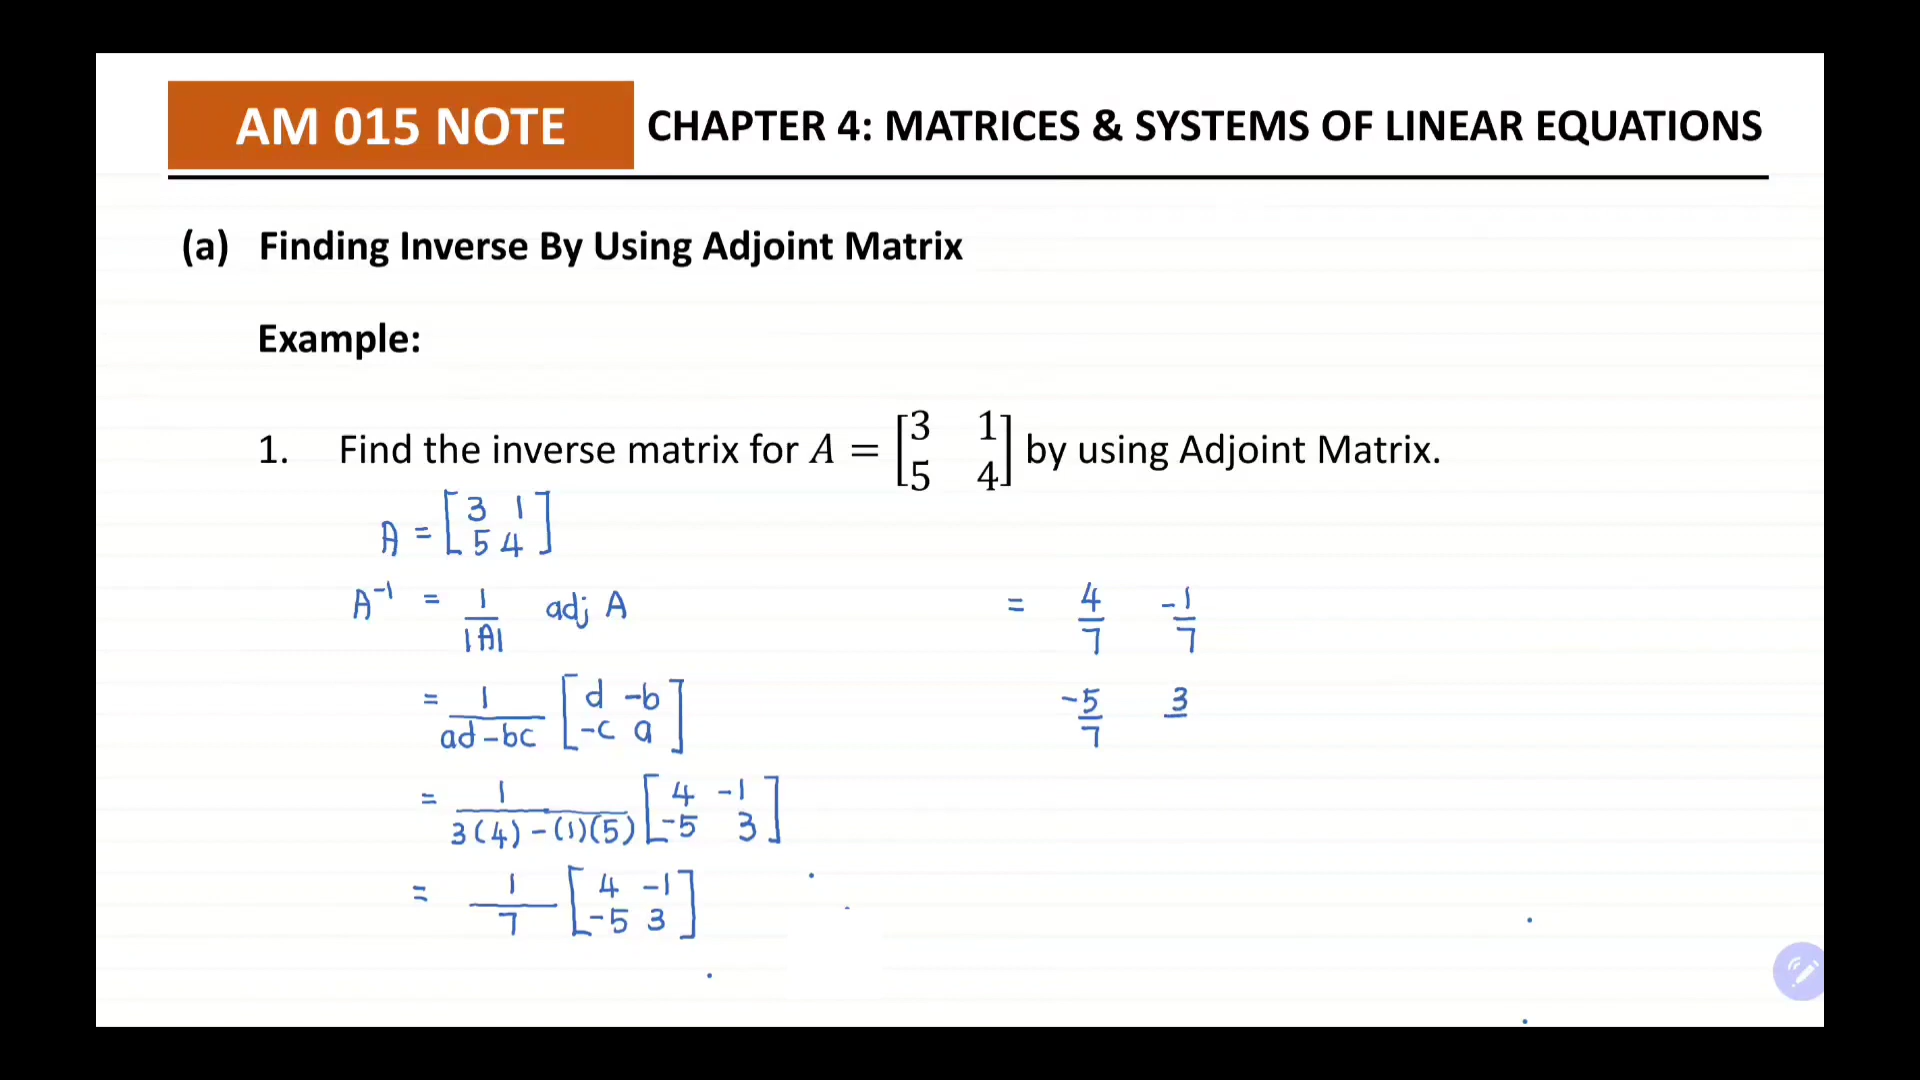 AM 015 NOTE CHAPTER 4: MATRICES & SYSTEMS OF LINEAR EQUATIONS
(a) Finding Inverse By Using Adjoint Matrix
Example:
1. Find the inverse matrix for A = [3 1; 5 4] by using Adjoint Matrix.
A = [3 1; 5 4]
A⁻¹ = 1/|A| adj A
= 1/(ad-bc) [d -b; -c a]
= 1/(3(4)-(1)(5)) [4 -1; -5 3]
= 1/7 [4 -1; -5 3]
= 4/7 -1/7
-5/7 3